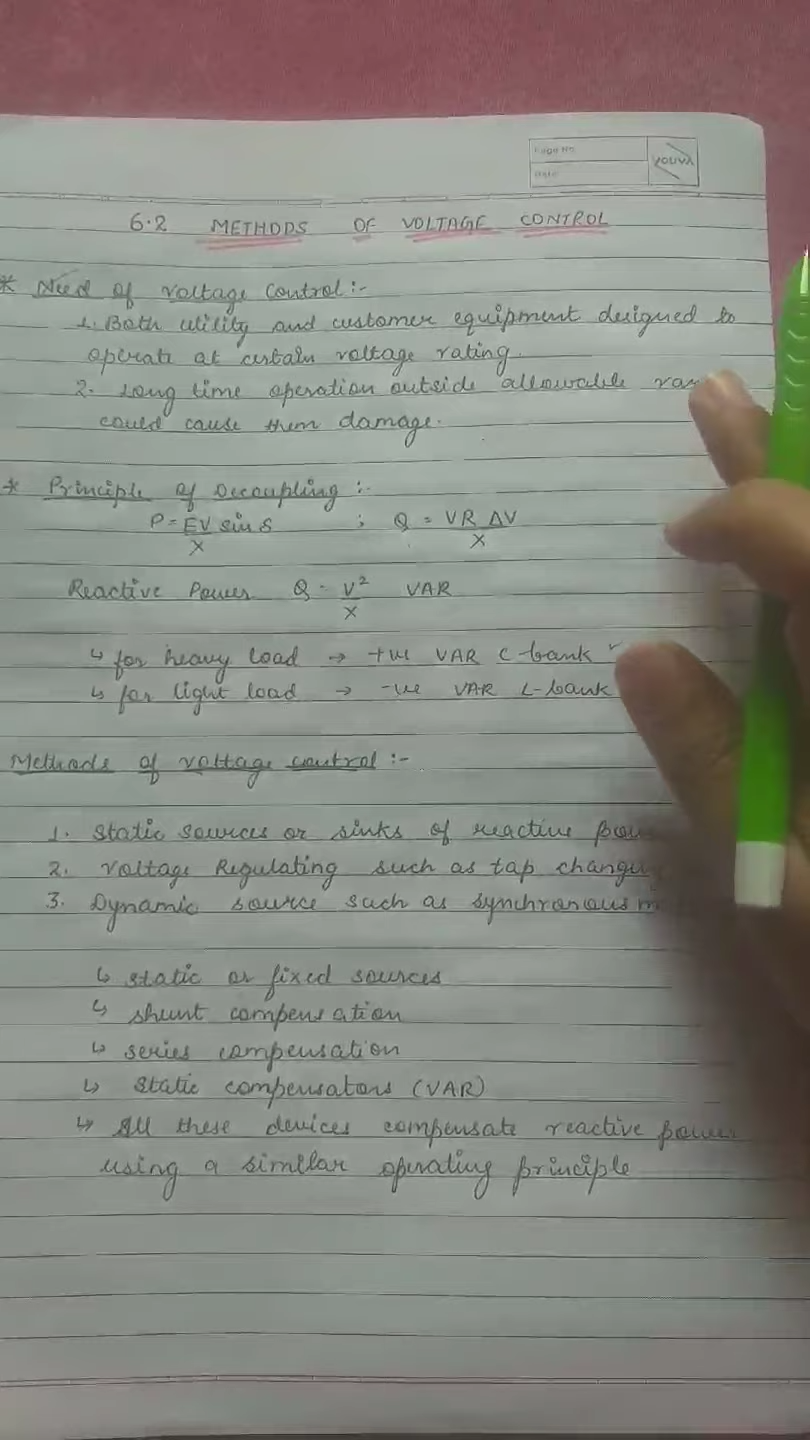 Page No.
Date
YOUVA
6.2 METHODS OF VOLTAGE CONTROL
* Need of Voltage Control :-
1. Both utility and customer equipment designed to
operate at certain voltage rating.
2. Long time operation outside allowable
could cause them damage.
* Principle of Decoupling :-
P = EV sin δ / X ; Q = VR ΔV / X
Reactive Power Q = V² / X VAR
↳ for heavy load → +ve VAR C-bank
↳ for light load → -ve VAR L-bank
Methods of voltage control :-
1. Static sources or sinks of reactive
2. Voltage Regulating such as tap
3. Dynamic source such as synchronous
↳ static or fixed sources
↳ shunt compensation
↳ series compensation
↳ static compensators (VAR)
↳ All these devices compensate reactive power
using a similar operating principle